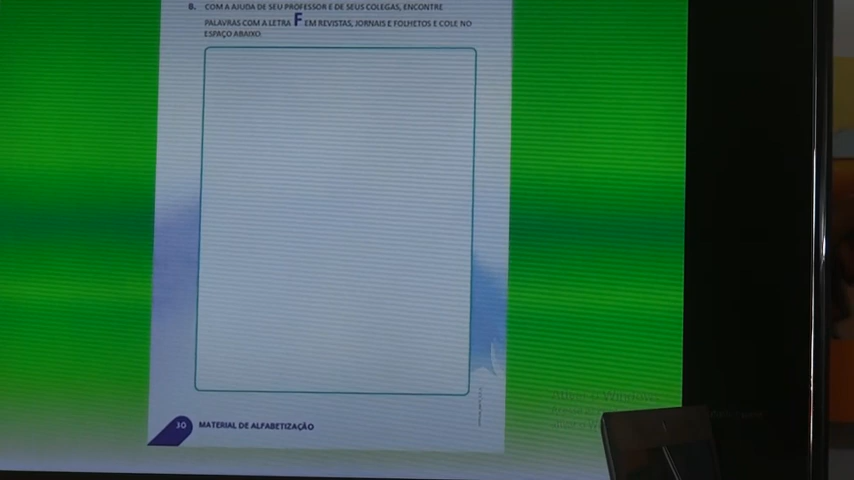 8. COM A AJUDA DE SEU PROFESSOR E DE SEUS COLEGAS, ENCONTRE
PALAVRAS COM A LETRA F EM REVISTAS, JORNAIS E FOLHETOS E COLE NO
ESPAÇO ABAIXO.
30 MATERIAL DE ALFABETIZAÇÃO
Ativar o Windows